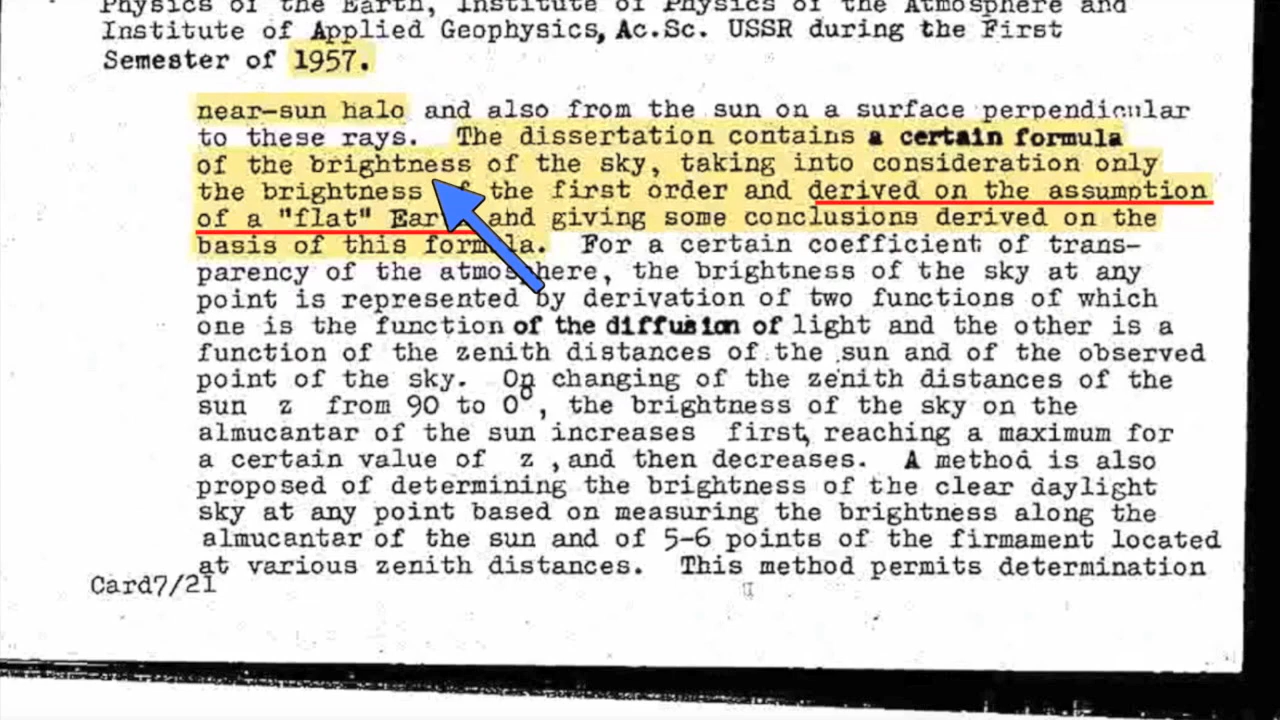 Physics of the Earth, Institute of Physics of the Atmosphere and
Institute of Applied Geophysics, Ac.Sc. USSR during the First
Semester of 1957.
near-sun halo and also from the sun on a surface perpendicular
to these rays. The dissertation contains a certain formula
of the brightness of the sky, taking into consideration only
the brightness of the first order and derived on the assumption
of a "flat" Earth and giving some conclusions derived on the
basis of this formula. For a certain coefficient of trans-
parency of the atmosphere, the brightness of the sky at any
point is represented by derivation of two functions of which
one is the function of the diffusion of light and the other is a
function of the zenith distances of the sun and of the observed
point of the sky. On changing of the zenith distances of the
sun z from 90 to 0°, the brightness of the sky on the
almucantar of the sun increases first, reaching a maximum for
a certain value of z , and then decreases. A method is also
proposed of determining the brightness of the clear daylight
sky at any point based on measuring the brightness along the
almucantar of the sun and of 5-6 points of the firmament located
at various zenith distances. This method permits determination
Card7/21